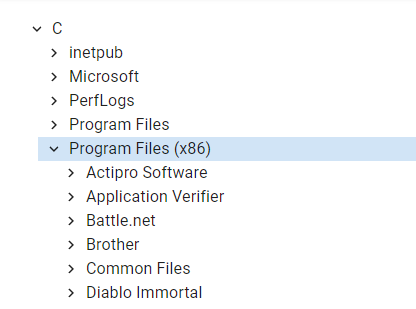 C
inetpub
Microsoft
PerfLogs
Program Files
Program Files (x86)
Actipro Software
Application Verifier
Battle.net
Brother
Common Files
Diablo Immortal